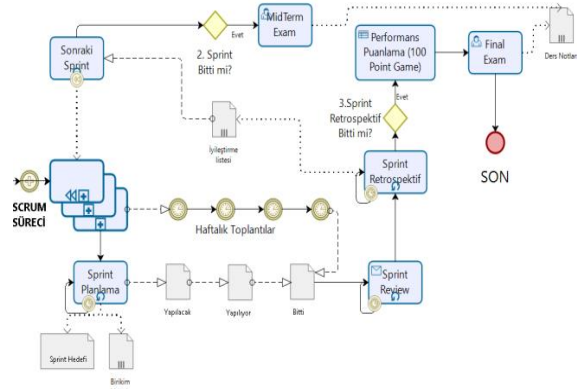 Sonraki
Sprint
2. Sprint
Bitti mi?
Evet
MidTerm
Exam
Performans
Puanlama (100
Point Game)
Final
Exam
Ders Notları
Evet
3.Sprint
Retrospektif
Bitti mi?
İyileştirme
listesi
Sprint
Retrospektif
SON
SCRUM
SÜRECİ
Haftalık Toplantılar
Sprint
Planlama
Yapılacak
Yapılıyor
Bitti
Sprint
Review
Sprint Hedefi
Birikim